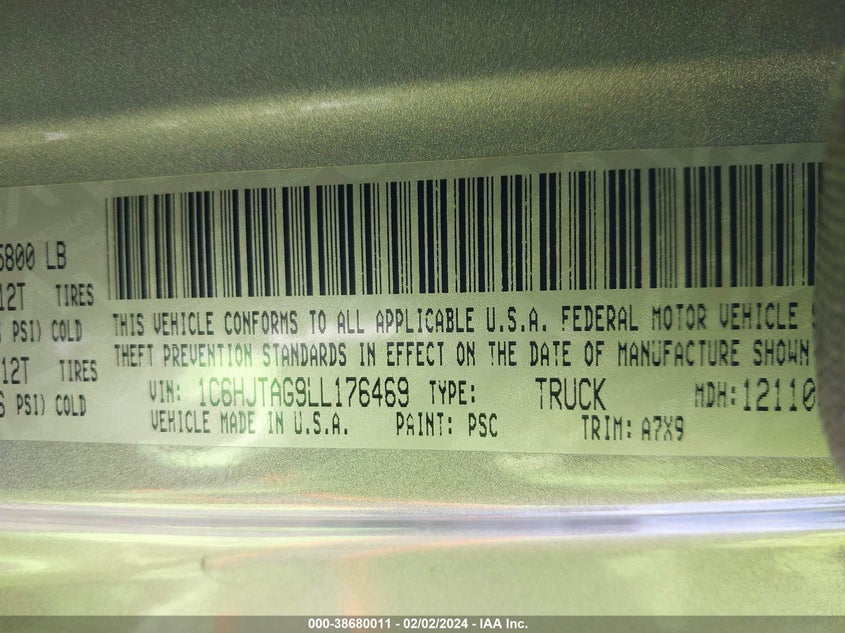 5800 LB
12T TIRES
PSI) COLD
12T TIRES
PSI) COLD
THIS VEHICLE CONFORMS TO ALL APPLICABLE U.S.A. FEDERAL MOTOR VEHICLE
THEFT PREVENTION STANDARDS IN EFFECT ON THE DATE OF MANUFACTURE SHOWN
VIN: 1C6HJTAG9LL176469 TYPE: TRUCK MDH: 12110
VEHICLE MADE IN U.S.A. PAINT: PSC TRIM: A7X9
000-38680011 - 02/02/2024 - IAA Inc.